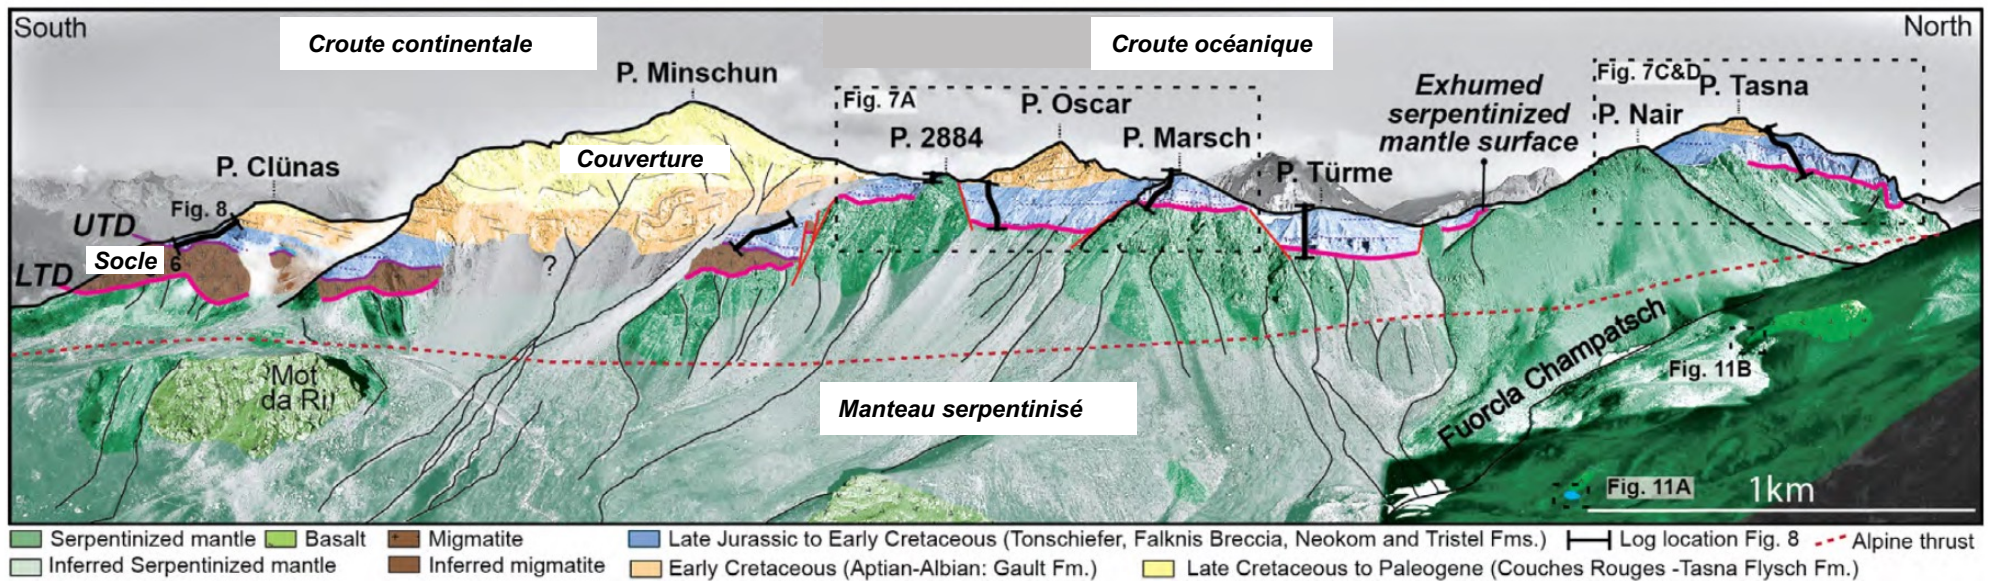 South
Croute continentale
Croute océanique
North
P. Minschun
Fig. 7A
P. Oscar
P. 2884
P. Marsch
Exhumed
serpentinized
mantle surface
Fig. 7C&D
P. Tasna
P. Nair
P. Clünas
Couverture
P. Türme
Fig. 8
UTD
Socle
6
LTD
?
Mot
da Ri
Manteau serpentinisé
Fuorcla Champatsch
Fig. 11B
Fig. 11A
1km
Serpentinized mantle
Basalt
Migmatite
Late Jurassic to Early Cretaceous (Tonschiefer, Falknis Breccia, Neokom and Tristel Fms.)
Log location Fig. 8
Alpine thrust
Inferred Serpentinized mantle
Inferred migmatite
Early Cretaceous (Aptian-Albian: Gault Fm.)
Late Cretaceous to Paleogene (Couches Rouges -Tasna Flysch Fm.)